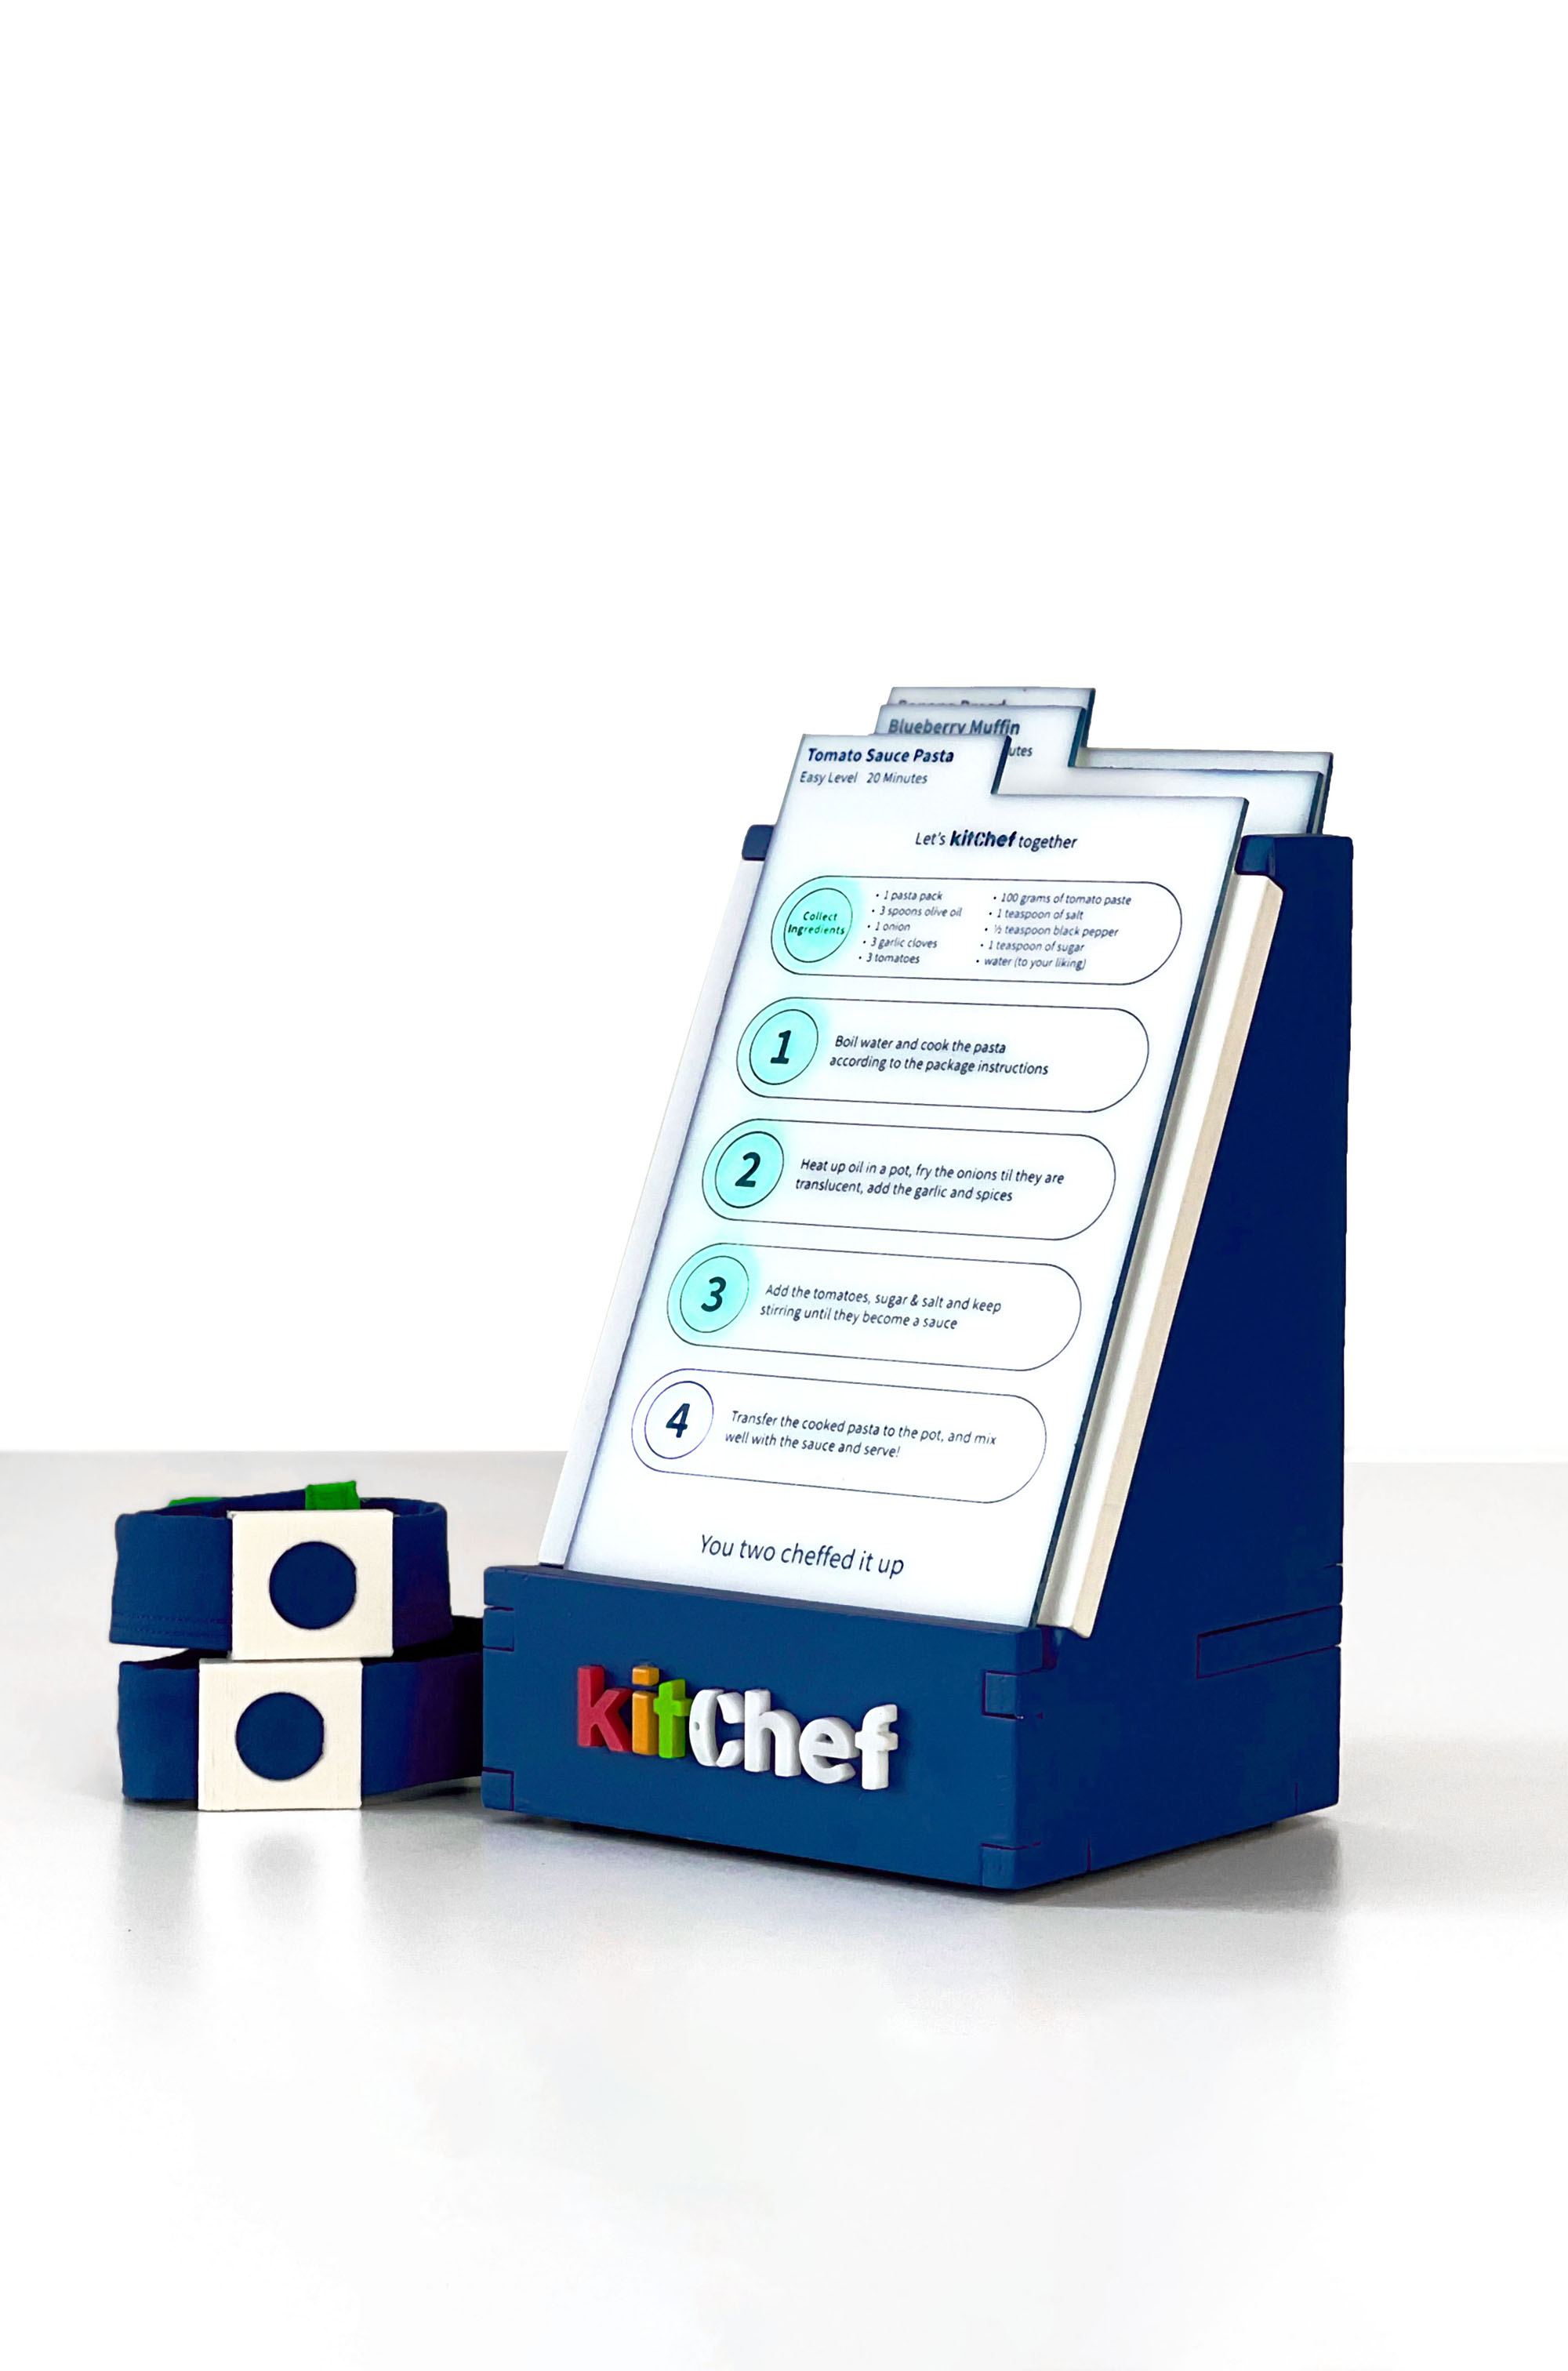 Banana Bread
Blueberry Muffin
utes
Tomato Sauce Pasta
Easy Level 20 Minutes
Let's kitChef together
Collect
Ingredients
• 1 pasta pack
• 3 spoons olive oil
• 1 onion
• 3 garlic cloves
• 3 tomatoes
• 100 grams of tomato paste
• 1 teaspoon of salt
• ½ teaspoon black pepper
• 1 teaspoon of sugar
• water (to your liking)
1
Boil water and cook the pasta
according to the package instructions
2
Heat up oil in a pot, fry the onions til they are
translucent, add the garlic and spices
3
Add the tomatoes, sugar & salt and keep
stirring until they become a sauce
4
Transfer the cooked pasta to the pot, and mix
well with the sauce and serve!
You two cheffed it up
kitChef